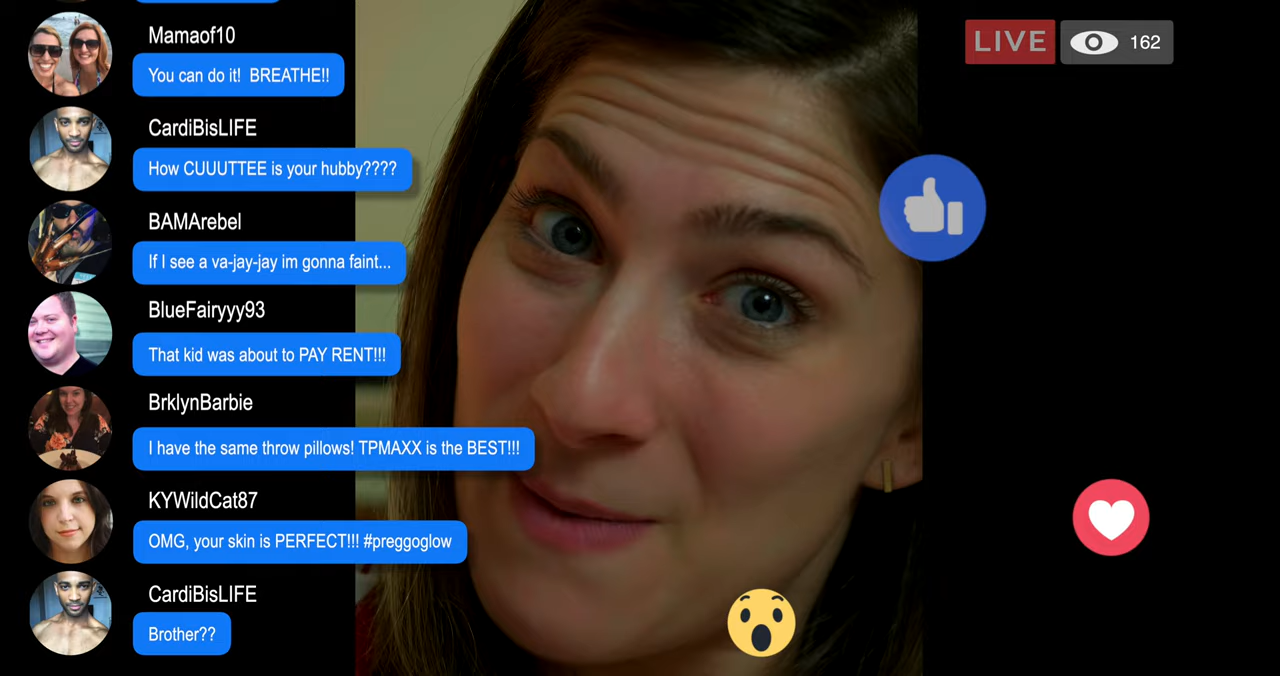 LIVE 162
Mamaof10
You can do it!  BREATHE!!
CardiBisLIFE
How CUUUTTEE is your hubby????
BAMArebel
If I see a va-jay-jay im gonna faint...
BlueFairyyy93
That kid was about to PAY RENT!!!
BrklynBarbie
I have the same throw pillows! TPMAXX is the BEST!!!
KYWildCat87
OMG, your skin is PERFECT!!! #preggoglow
CardiBisLIFE
Brother??